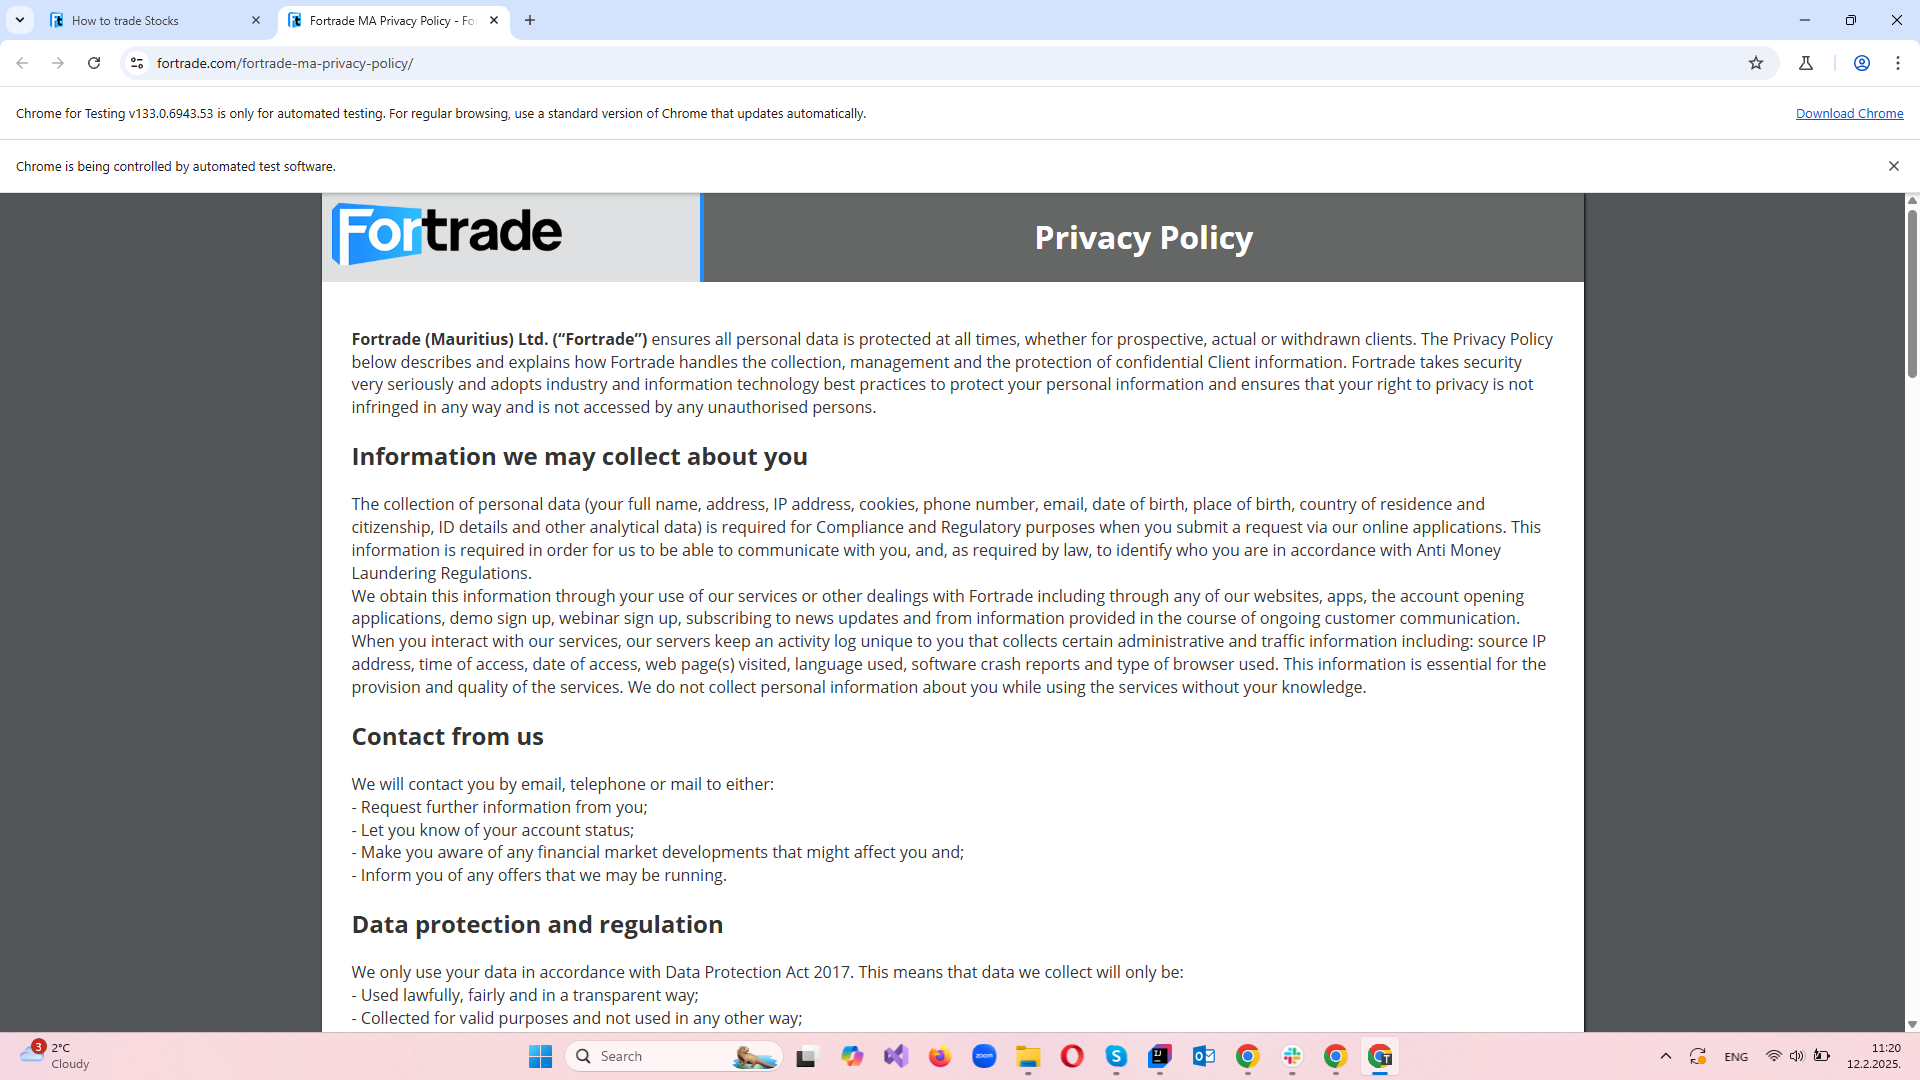 How to trade Stocks
Fortrade MA Privacy Policy - Fo
fortrade.com/fortrade-ma-privacy-policy/
Chrome for Testing v133.0.6943.53 is only for automated testing. For regular browsing, use a standard version of Chrome that updates automatically.
Download Chrome
Chrome is being controlled by automated test software.
Fortrade
Privacy Policy
Fortrade (Mauritius) Ltd. (“Fortrade”) ensures all personal data is protected at all times, whether for prospective, actual or withdrawn clients. The Privacy Policy
below describes and explains how Fortrade handles the collection, management and the protection of confidential Client information. Fortrade takes security
very seriously and adopts industry and information technology best practices to protect your personal information and ensures that your right to privacy is not
infringed in any way and is not accessed by any unauthorised persons.
Information we may collect about you
The collection of personal data (your full name, address, IP address, cookies, phone number, email, date of birth, place of birth, country of residence and
citizenship, ID details and other analytical data) is required for Compliance and Regulatory purposes when you submit a request via our online applications. This
information is required in order for us to be able to communicate with you, and, as required by law, to identify who you are in accordance with Anti Money
Laundering Regulations.
We obtain this information through your use of our services or other dealings with Fortrade including through any of our websites, apps, the account opening
applications, demo sign up, webinar sign up, subscribing to news updates and from information provided in the course of ongoing customer communication.
When you interact with our services, our servers keep an activity log unique to you that collects certain administrative and traffic information including: source IP
address, time of access, date of access, web page(s) visited, language used, software crash reports and type of browser used. This information is essential for the
provision and quality of the services. We do not collect personal information about you while using the services without your knowledge.
Contact from us
We will contact you by email, telephone or mail to either:
- Request further information from you;
- Let you know of your account status;
- Make you aware of any financial market developments that might affect you and;
- Inform you of any offers that we may be running.
Data protection and regulation
We only use your data in accordance with Data Protection Act 2017. This means that data we collect will only be:
- Used lawfully, fairly and in a transparent way;
- Collected for valid purposes and not used in any other way;
3
2°C
Cloudy
Search
zoom
ENG
11:20
12.2.2025.